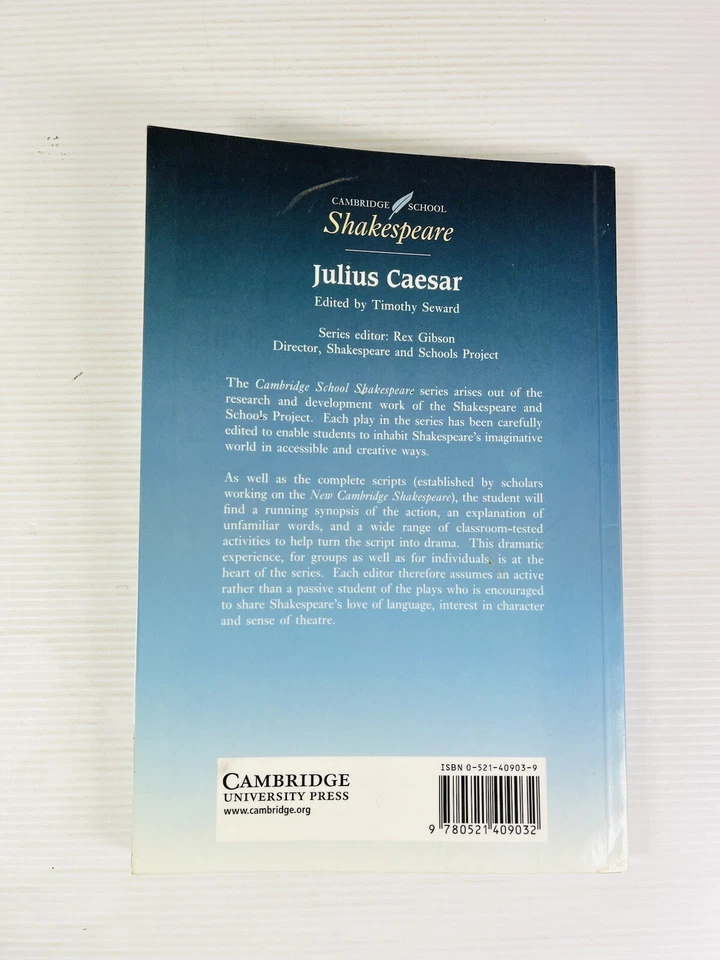 CAMBRIDGE SCHOOL
Shakespeare
Julius Caesar
Edited by Timothy Seward
Series editor: Rex Gibson
Director, Shakespeare and Schools Project
The Cambridge School Shakespeare series arises out of the
research and development work of the Shakespeare and
Schools Project. Each play in the series has been carefully
edited to enable students to inhabit Shakespeare's imaginative
world in accessible and creative ways.
As well as the complete scripts (established by scholars
working on the New Cambridge Shakespeare), the student will
find a running synopsis of the action, an explanation of
unfamiliar words, and a wide range of classroom-tested
activities to help turn the script into drama. This dramatic
experience, for groups as well as for individuals, is at the
heart of the series. Each editor therefore assumes an active
rather than a passive student of the plays who is encouraged
to share Shakespeare's love of language, interest in character
and sense of theatre.
CAMBRIDGE
UNIVERSITY PRESS
www.cambridge.org
ISBN 0-521-40903-9
9 780521 409032